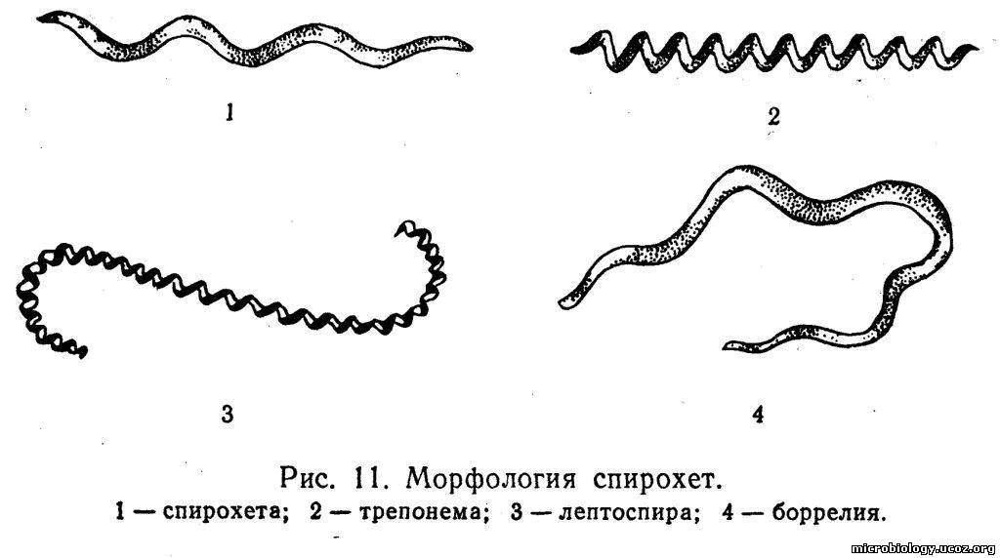 1
2
3
4
Рис. 11. Морфология спирохет.
1 — спирохета; 2 — трепонема; 3 — лептоспира; 4 — боррелия.
microbiology.ucoz.org